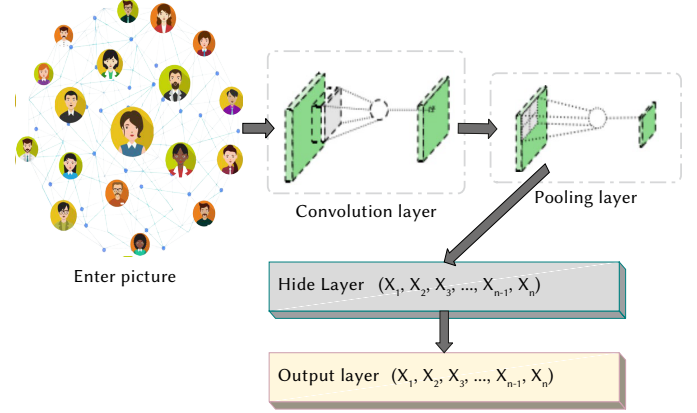 Convolution layer
Pooling layer
Enter picture
Hide Layer (X₁, X₂, X₃, ..., Xₙ₋₁, Xₙ)
Output layer (X₁, X₂, X₃, ..., Xₙ₋₁, Xₙ)